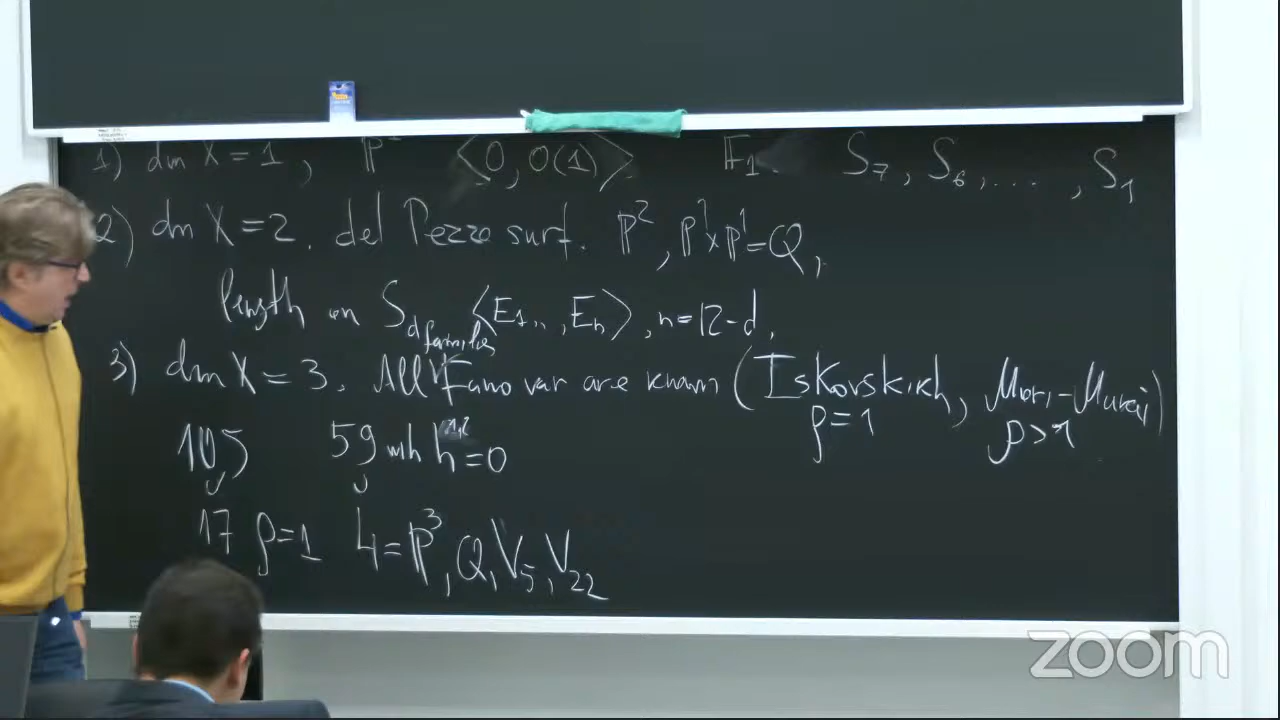 1) dim X = 1, ℙ¹ ⟨O, O(1)⟩ 𝔽₁. S₇, S₆, ..., S₁
2) dim X = 2. del Pezzo surf. ℙ², ℙ¹×ℙ¹=Q,
length on S_d ⟨E₁,..,Eₙ⟩, n=12-d,
families
3) dim X = 3. All Fano var are known (Iskovskikh, Mori-Mukai)
ρ=1 ρ>1
105 59 with h¹,²=0
17 ρ=1 4=ℙ³, Q, V₅, V₂₂
zoom